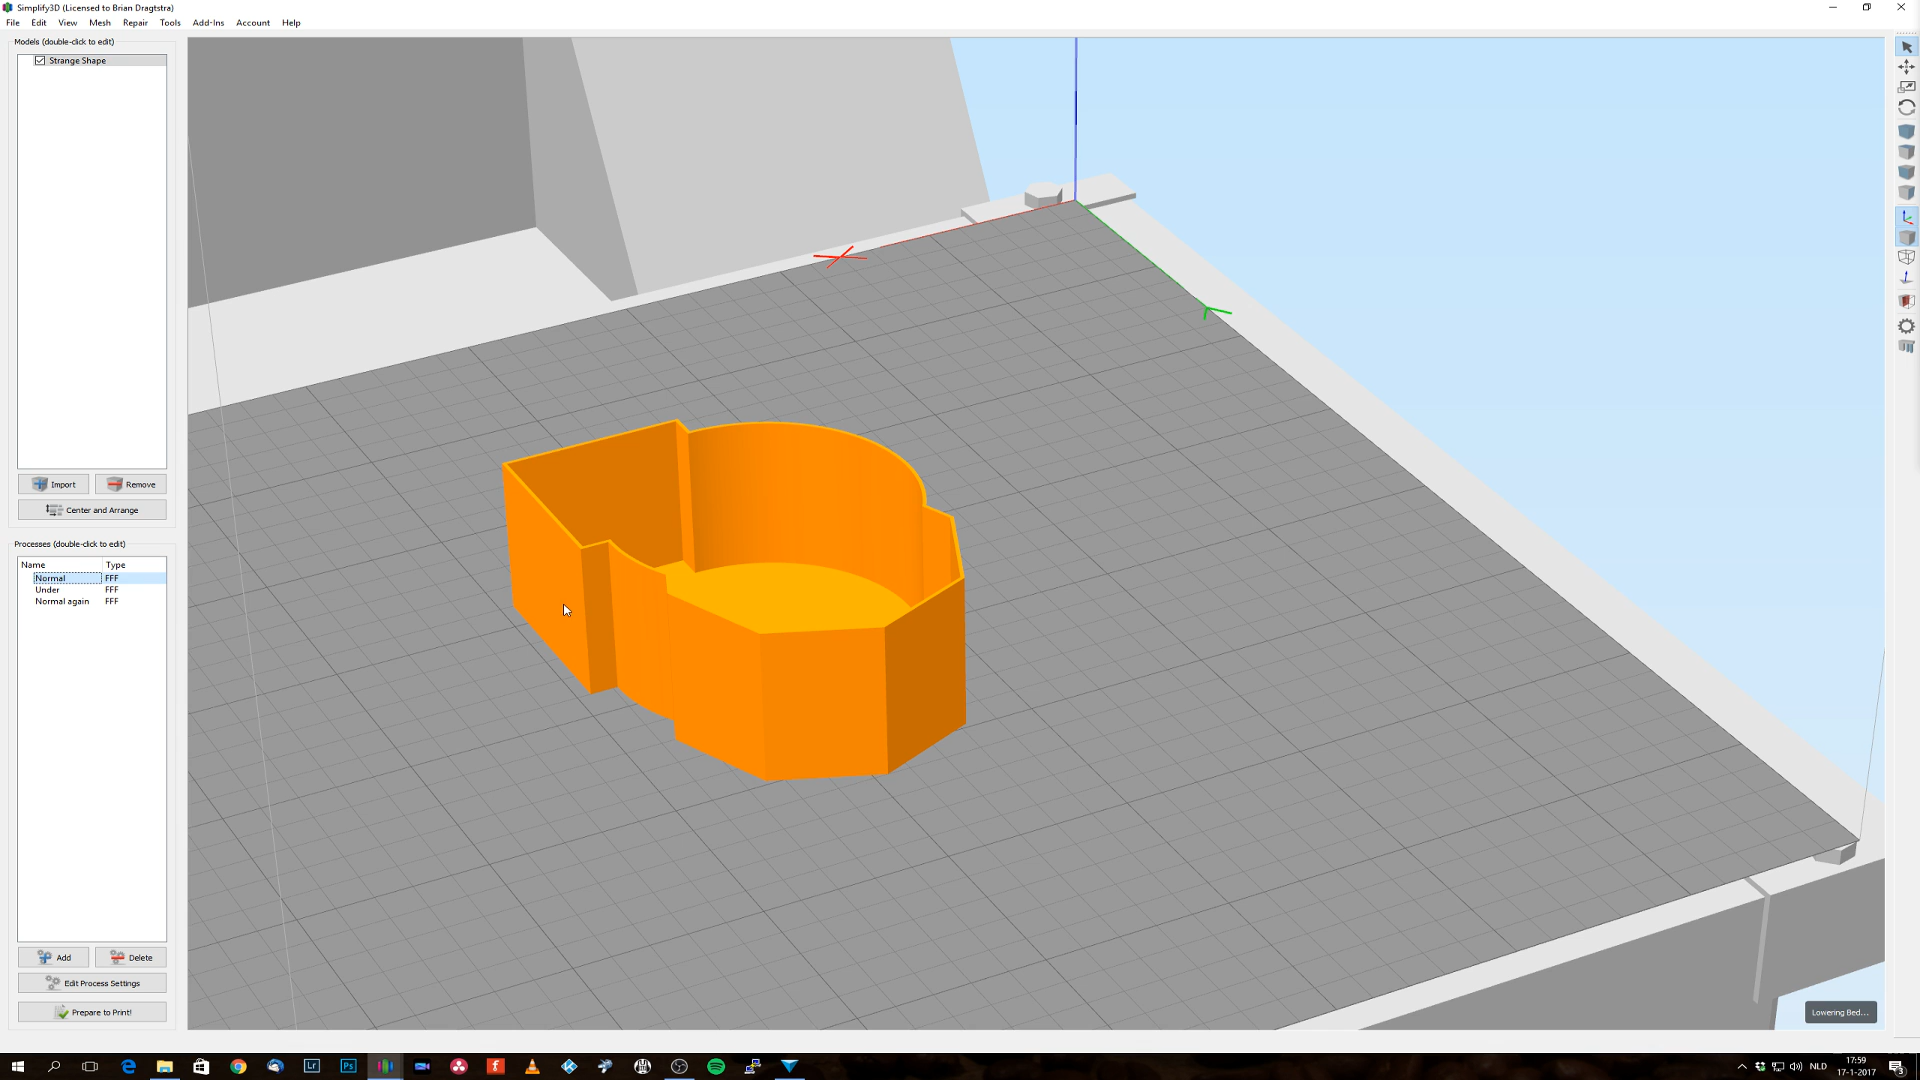 Simplify3D (Licensed to Brian Dragtstra)
File Edit View Mesh Repair Tools Add-Ins Account Help
Models (double-click to edit)
Strange Shape
Import Remove
Center and Arrange
Processes (double-click to edit)
Name Type
Normal FFF
Under FFF
Normal again FFF
Add Delete
Edit Process Settings
Prepare to Print!
Lowering Bed...
Lr Ps
NLD
17:59
17-1-2017
3